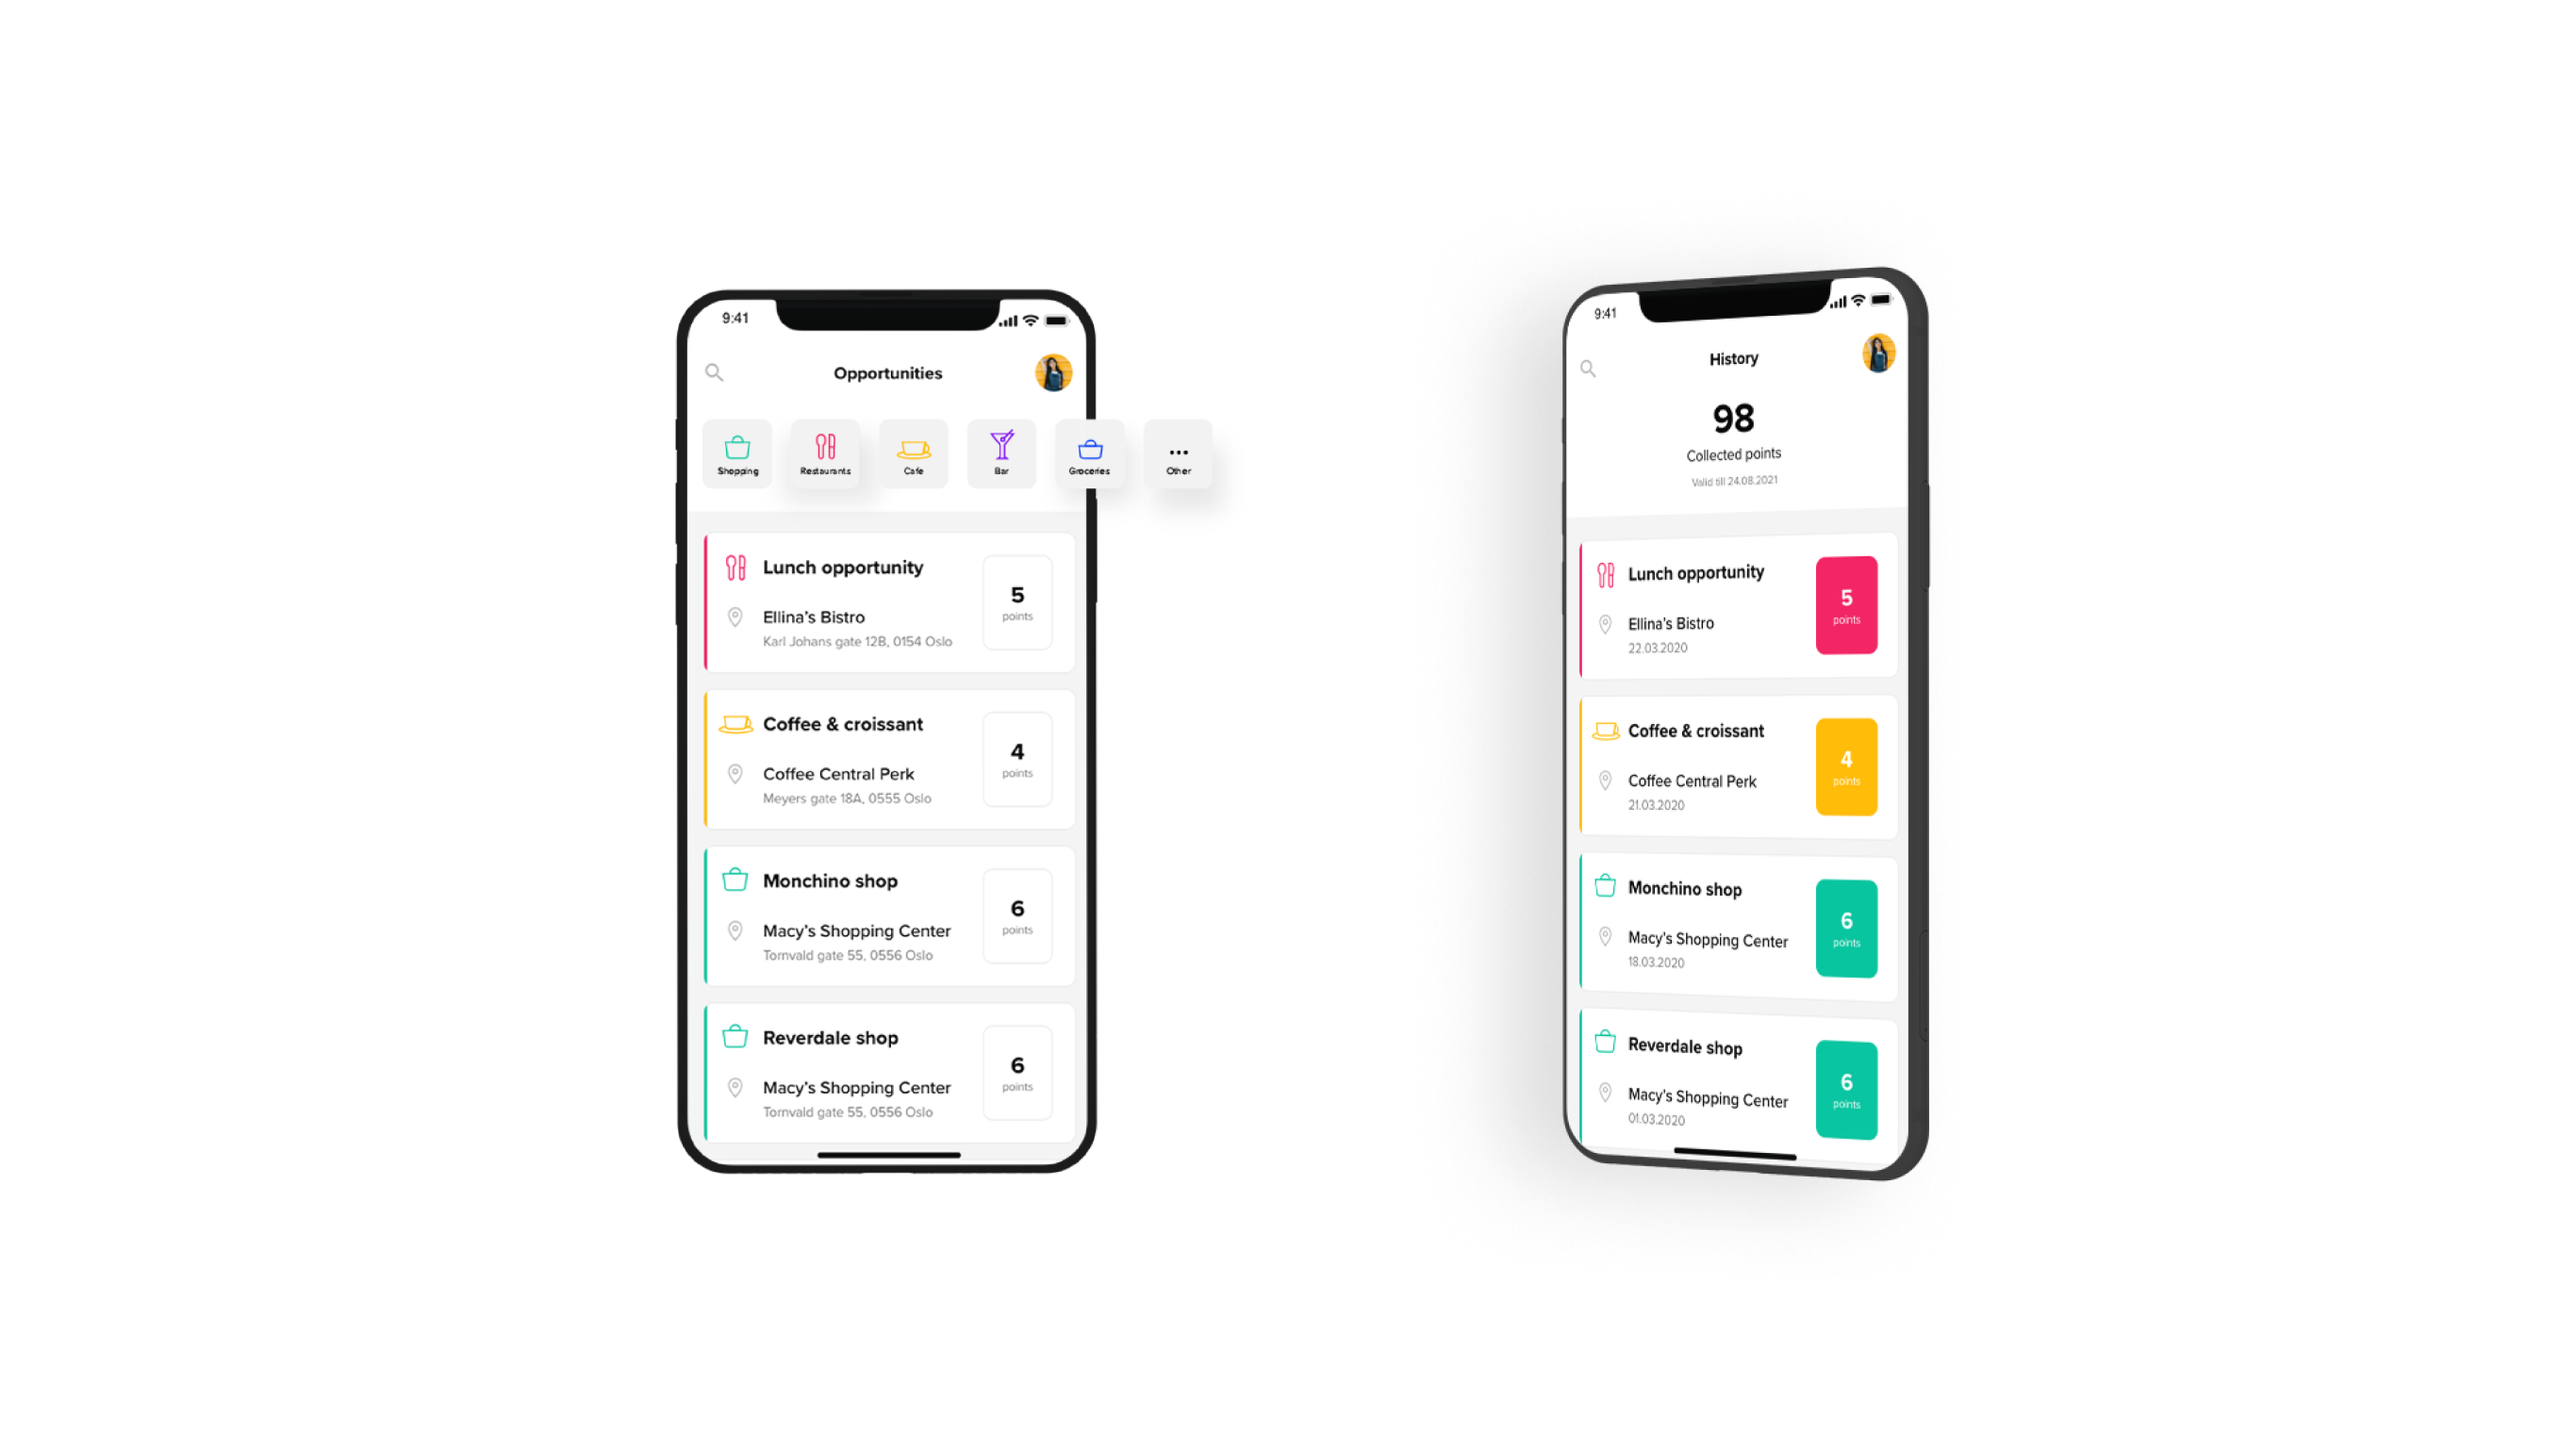 9:41
Opportunities
Shopping
Restaurants
Cafe
Bar
Groceries
Other
Lunch opportunity
Ellina's Bistro
Karl Johans gate 12B, 0154 Oslo
5
points
Coffee & croissant
Coffee Central Perk
Meyers gate 18A, 0555 Oslo
4
points
Monchino shop
Macy's Shopping Center
Tornvald gate 55, 0556 Oslo
6
points
Reverdale shop
Macy's Shopping Center
Tornvald gate 55, 0556 Oslo
6
points
9:41
History
98
Collected points
Valid till 24.08.2021
Lunch opportunity
Ellina's Bistro
22.03.2020
5
points
Coffee & croissant
Coffee Central Perk
21.03.2020
4
points
Monchino shop
Macy's Shopping Center
18.03.2020
6
points
Reverdale shop
Macy's Shopping Center
01.03.2020
6
points